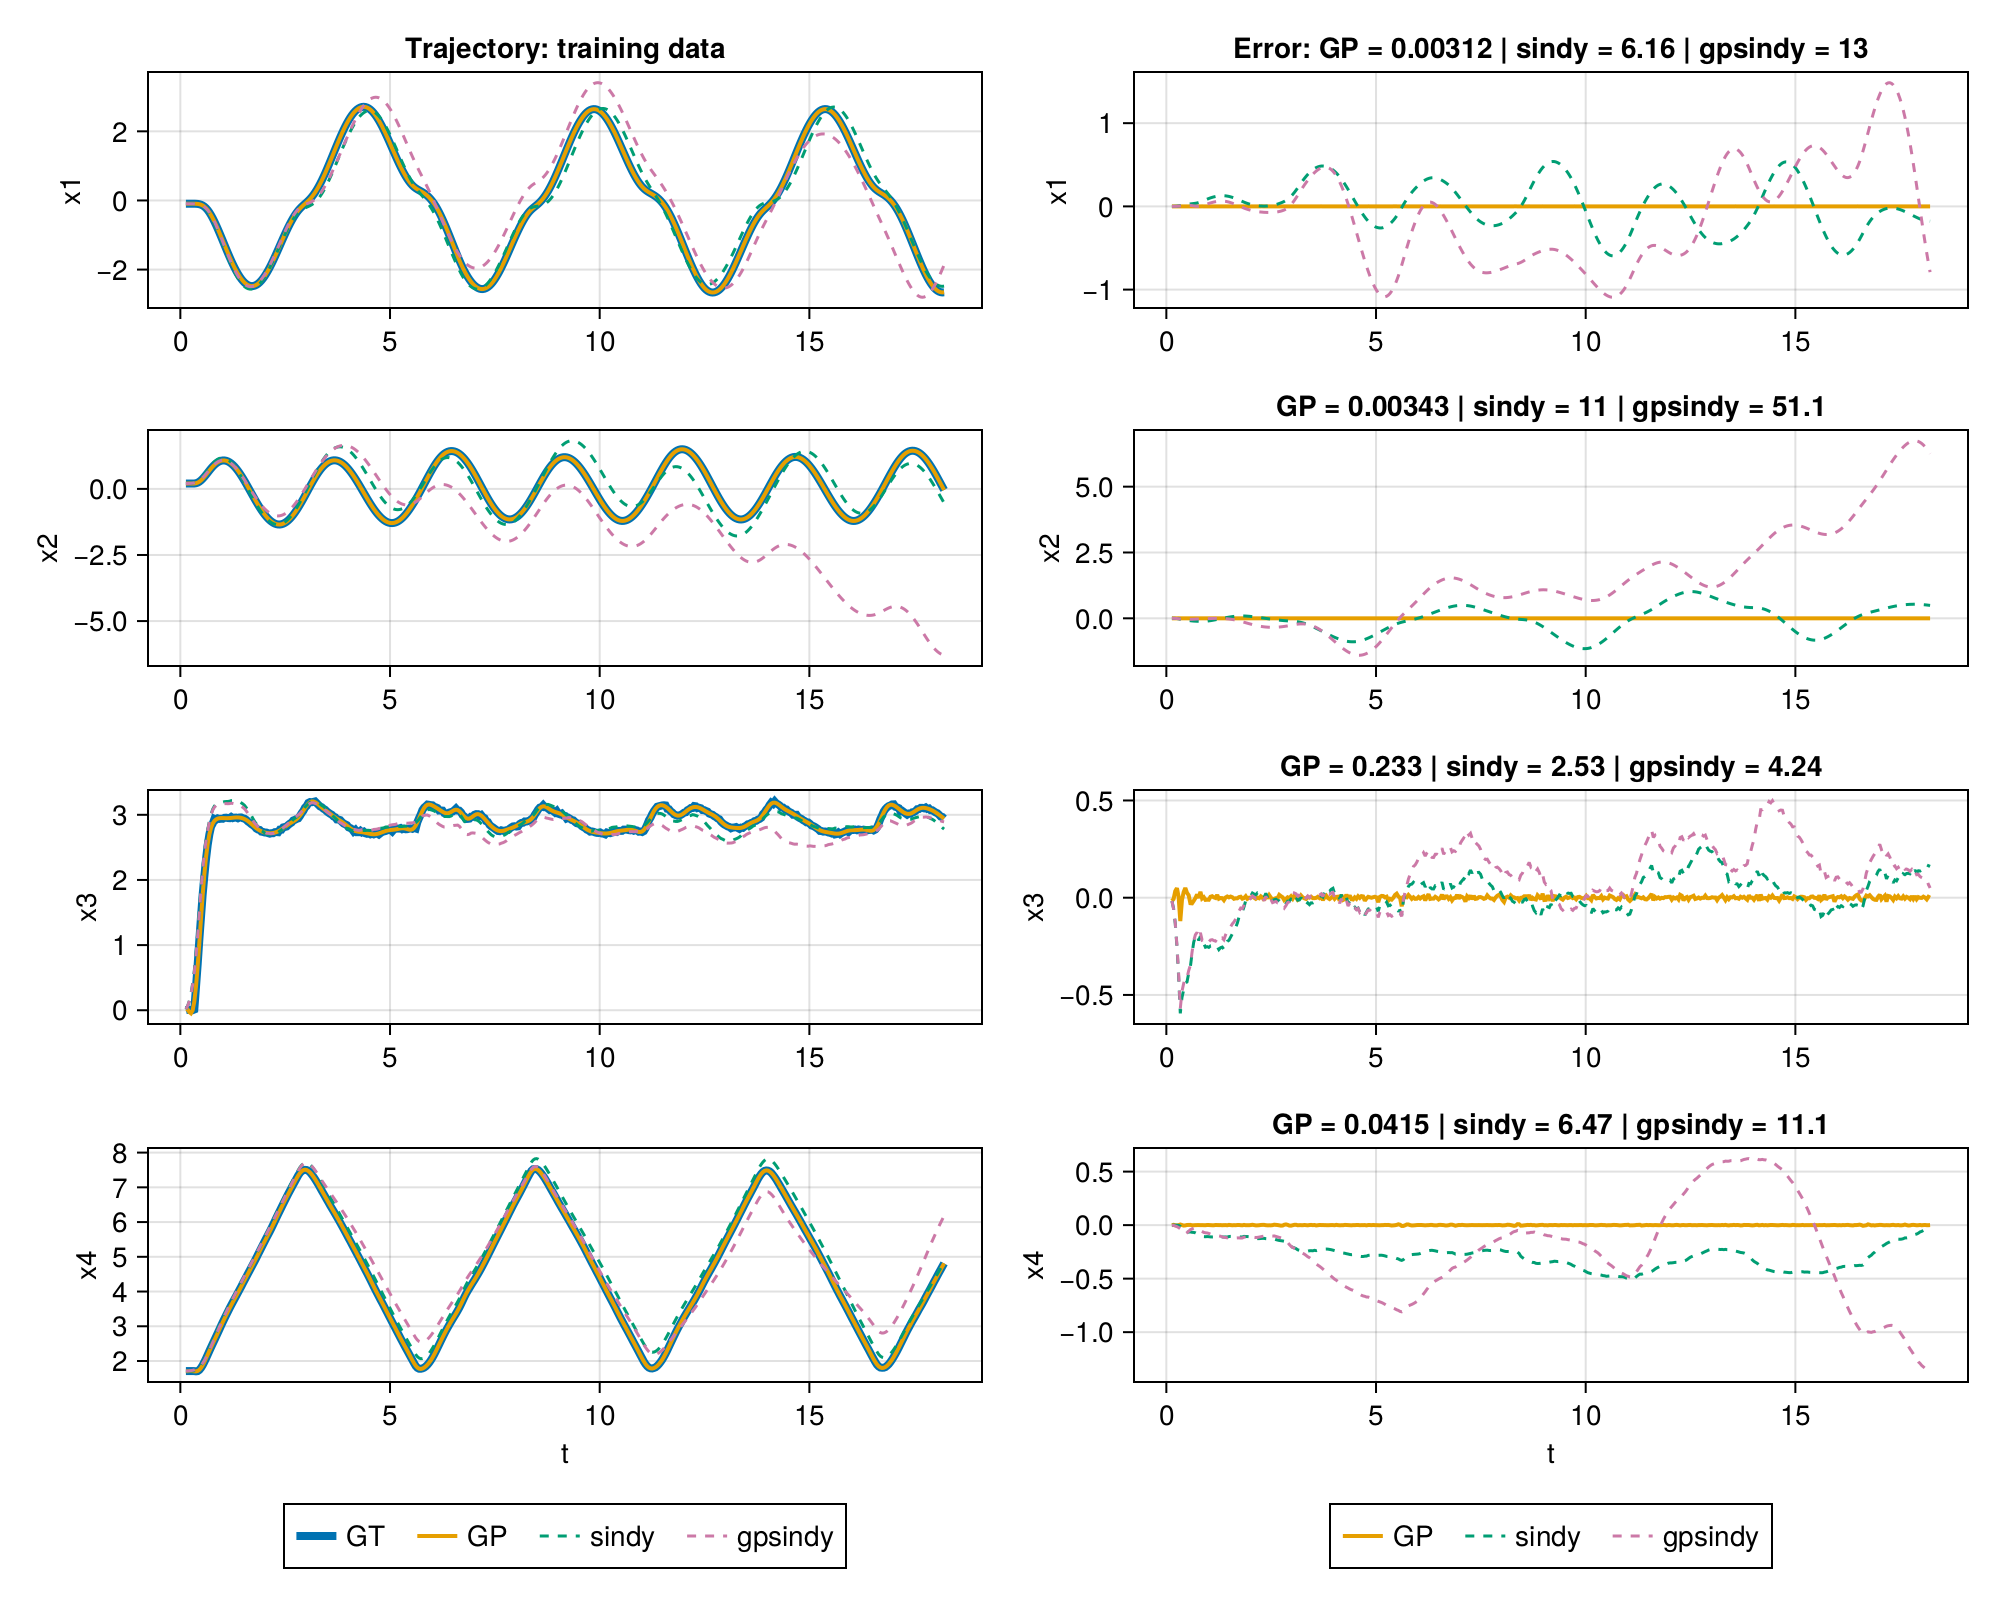 Trajectory: training data
x1
2
0
−2
0 5 10 15
Error: GP = 0.00312 | sindy = 6.16 | gpsindy = 13
x1
1
0
−1
0 5 10 15
x2
0.0
−2.5
−5.0
0 5 10 15
GP = 0.00343 | sindy = 11 | gpsindy = 51.1
x2
5.0
2.5
0.0
0 5 10 15
x3
3
2
1
0
0 5 10 15
GP = 0.233 | sindy = 2.53 | gpsindy = 4.24
x3
0.5
0.0
−0.5
0 5 10 15
x4
8
7
6
5
4
3
2
0 5 10 15
t
GP = 0.0415 | sindy = 6.47 | gpsindy = 11.1
x4
0.5
0.0
−0.5
−1.0
0 5 10 15
t
GT GP sindy gpsindy
GP sindy gpsindy